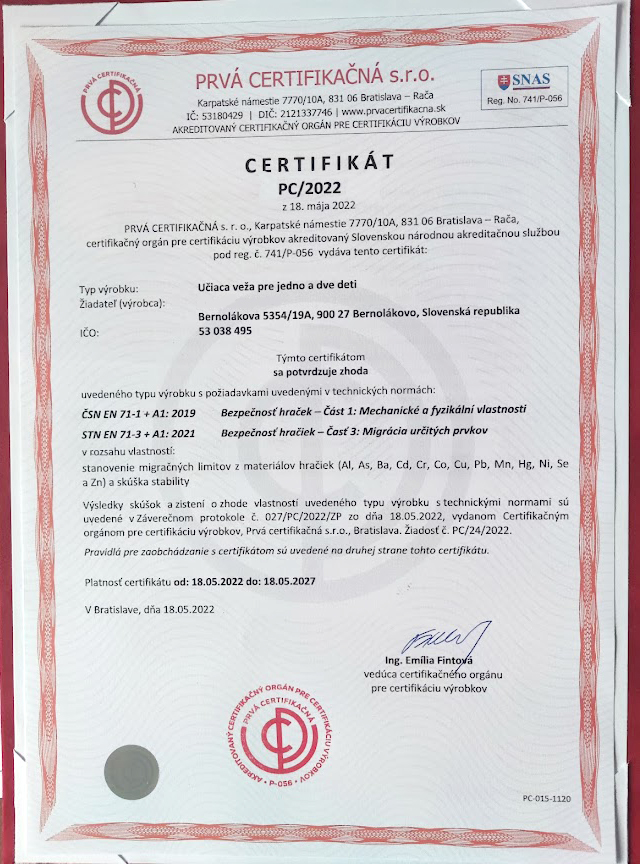 PRVÁ CERTIFIKAČNÁ
PRVÁ CERTIFIKAČNÁ s.r.o.
Karpatské námestie 7770/10A, 831 06 Bratislava – Rača
IČ: 53180429 | DIČ: 2121337746 | www.prvacertifikacna.sk
AKREDITOVANÝ CERTIFIKAČNÝ ORGÁN PRE CERTIFIKÁCIU VÝROBKOV
SNAS
Reg. No. 741/P-056
CERTIFIKÁT
PC/2022
z 18. mája 2022
PRVÁ CERTIFIKAČNÁ s. r. o., Karpatské námestie 7770/10A, 831 06 Bratislava – Rača,
certifikačný orgán pre certifikáciu výrobkov akreditovaný Slovenskou národnou akreditačnou službou
pod reg. č. 741/P-056 vydáva tento certifikát:
Typ výrobku: Učiaca veža pre jedno a dve deti
Žiadateľ (výrobca):
Bernolákova 5354/19A, 900 27 Bernolákovo, Slovenská republika
IČO: 53 038 495
Týmto certifikátom
sa potvrdzuje zhoda
uvedeného typu výrobku s požiadavkami uvedenými v technických normách:
ČSN EN 71-1 + A1: 2019 Bezpečnosť hraček – Část 1: Mechanické a fyzikální vlastnosti
STN EN 71-3 + A1: 2021 Bezpečnosť hračiek – Časť 3: Migrácia určitých prvkov
v rozsahu vlastností:
stanovenie migračných limitov z materiálov hračiek (Al, As, Ba, Cd, Cr, Co, Cu, Pb, Mn, Hg, Ni, Se
a Zn) a skúška stability
Výsledky skúšok a zistení o zhode vlastností uvedeného typu výrobku s technickými normami sú
uvedené v Záverečnom protokole č. 027/PC/2022/ZP zo dňa 18.05.2022, vydanom Certifikačným
orgánom pre certifikáciu výrobkov, Prvá certifikačná s.r.o., Bratislava. Žiadosť č. PC/24/2022.
Pravidlá pre zaobchádzanie s certifikátom sú uvedené na druhej strane tohto certifikátu.
Platnosť certifikátu od: 18.05.2022 do: 18.05.2027
V Bratislave, dňa 18.05.2022
Ing. Emília Fintová
vedúca certifikačného orgánu
pre certifikáciu výrobkov
AKREDITOVANÝ CERTIFIKAČNÝ ORGÁN PRE CERTIFIKÁCIU VÝROBKOV
PRVÁ CERTIFIKAČNÁ
P-056
PC-015-1120